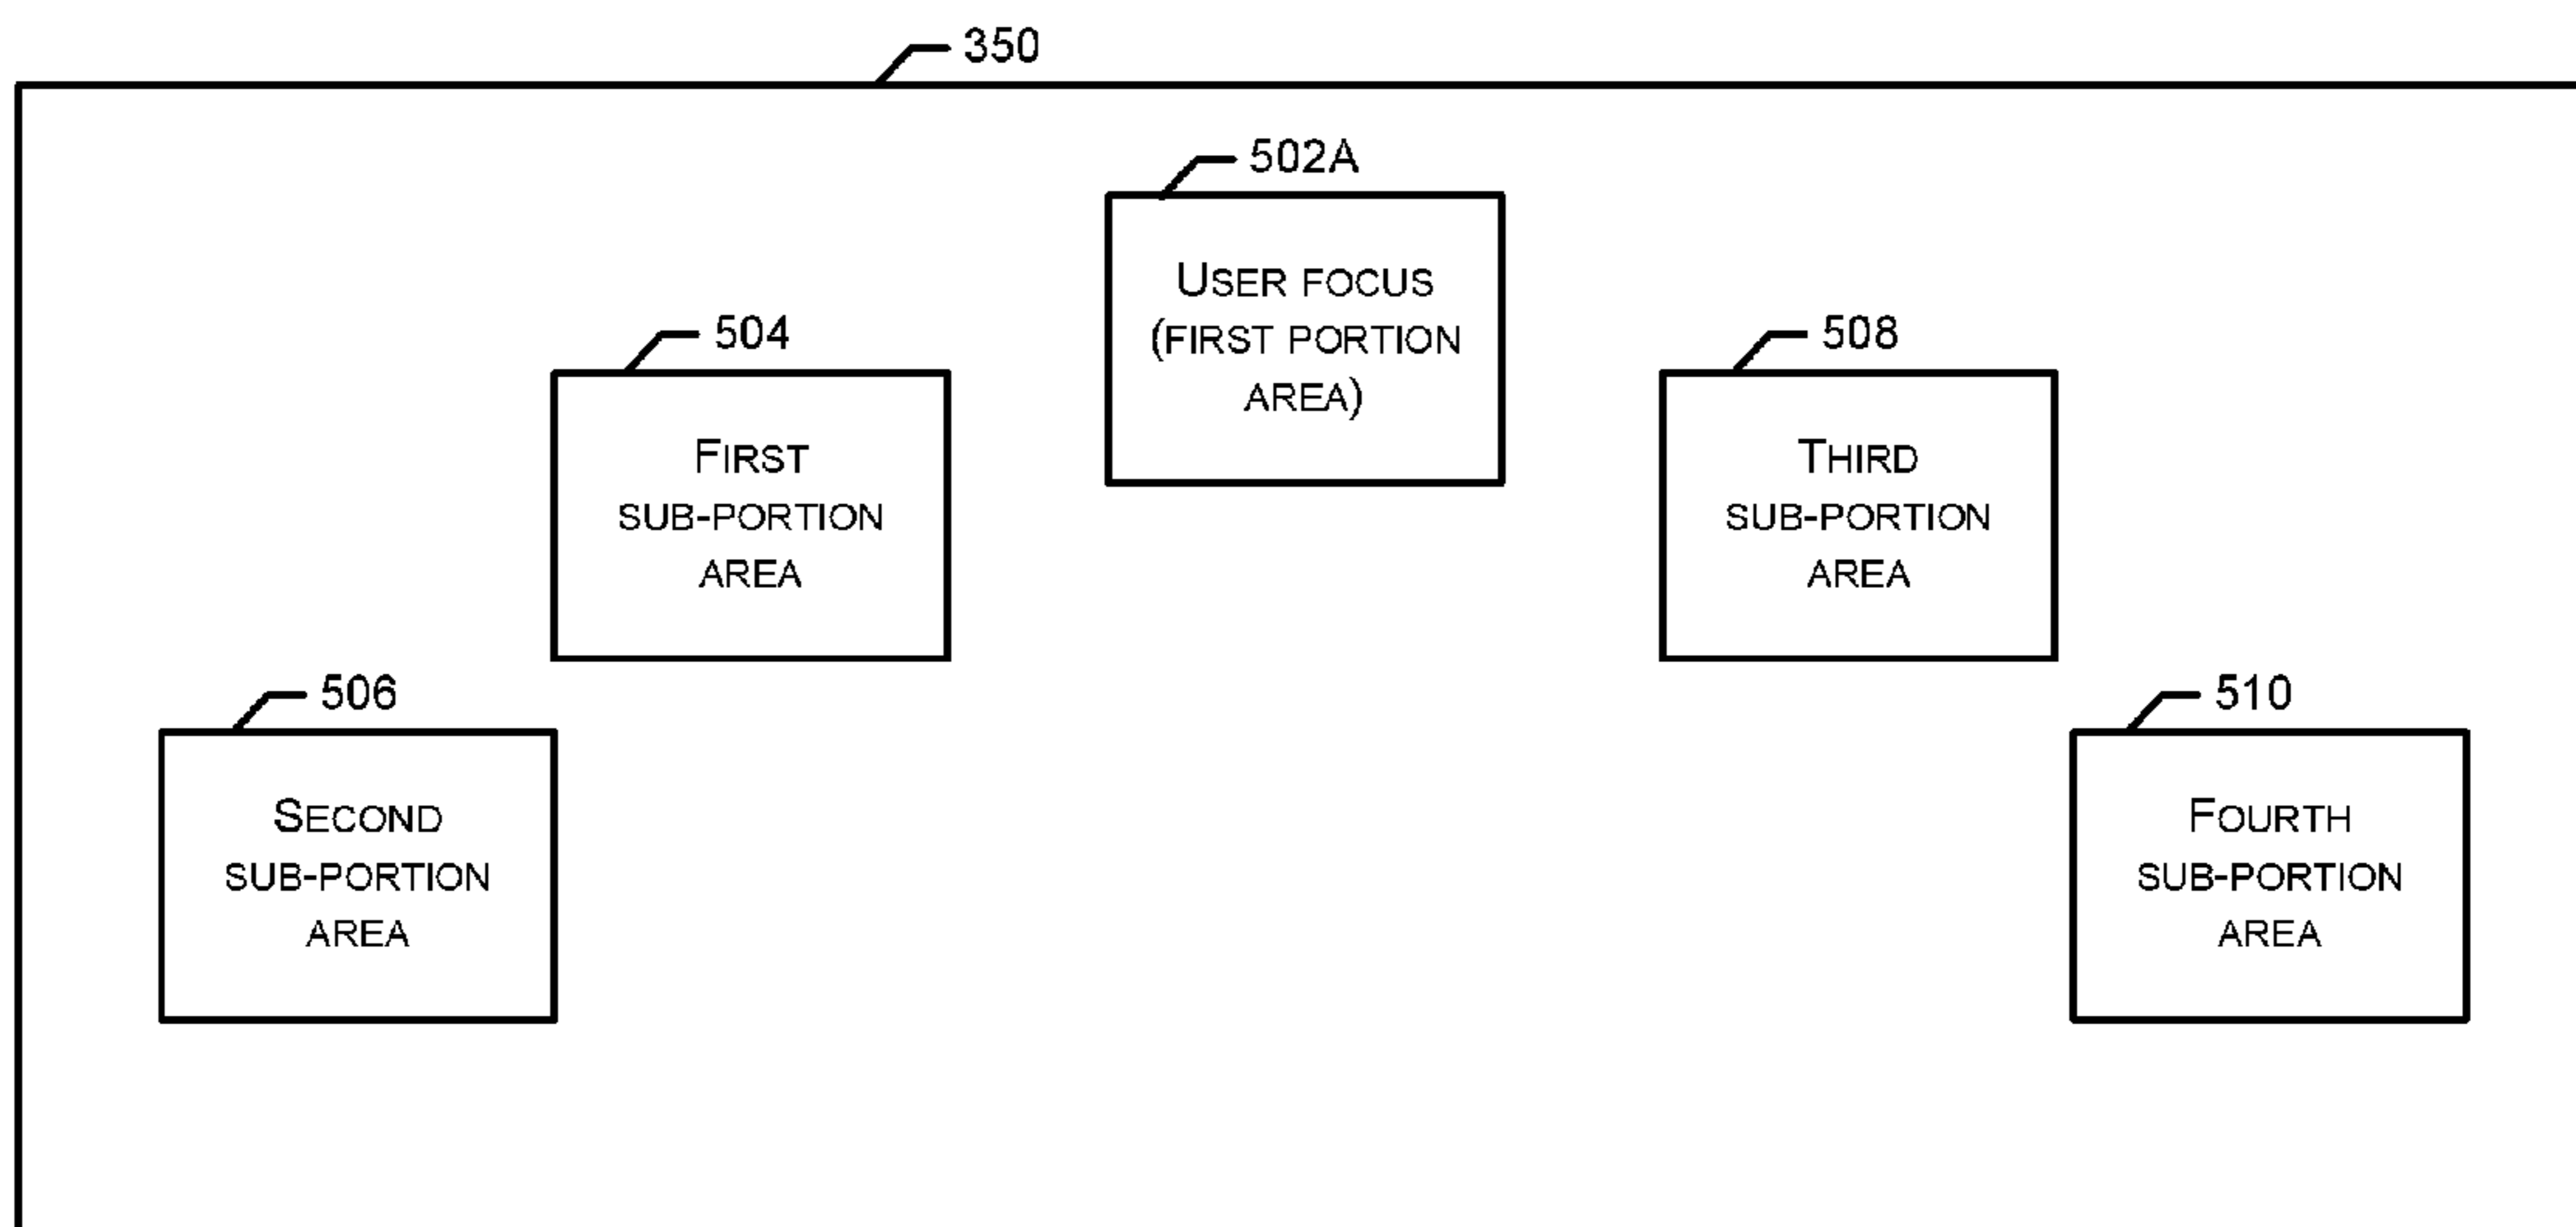 350
502A
USER FOCUS
(FIRST PORTION
AREA)
504
FIRST
SUB-PORTION
AREA
508
THIRD
SUB-PORTION
AREA
506
SECOND
SUB-PORTION
AREA
510
FOURTH
SUB-PORTION
AREA